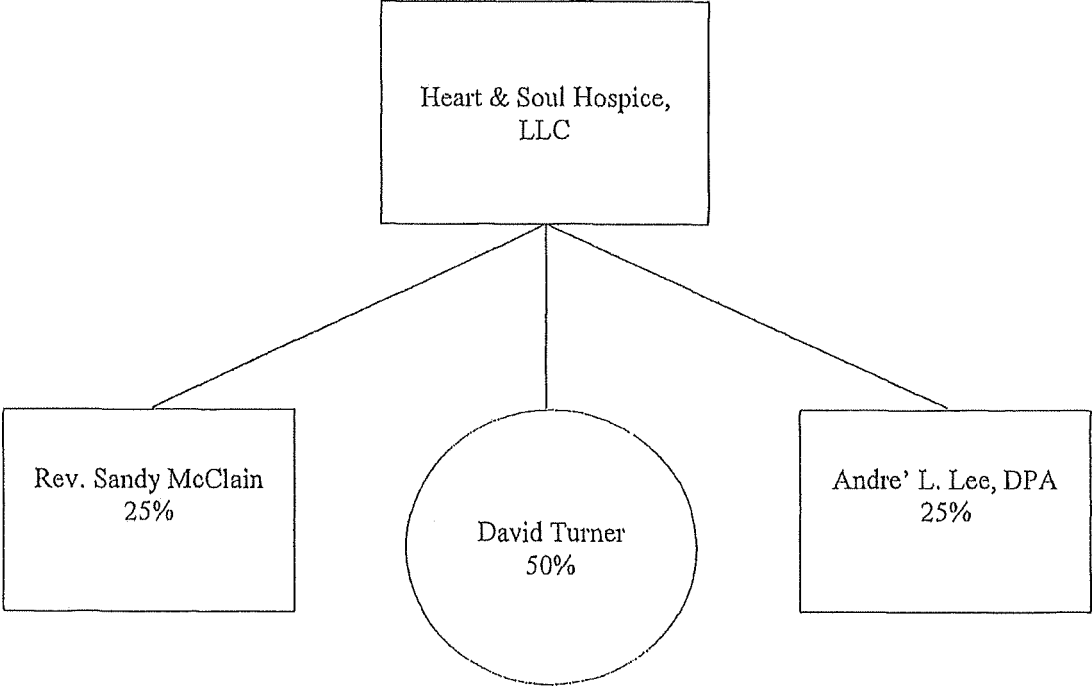 Heart & Soul Hospice,
LLC
Rev. Sandy McClain
25%
David Turner
50%
Andre’ L. Lee, DPA
25%